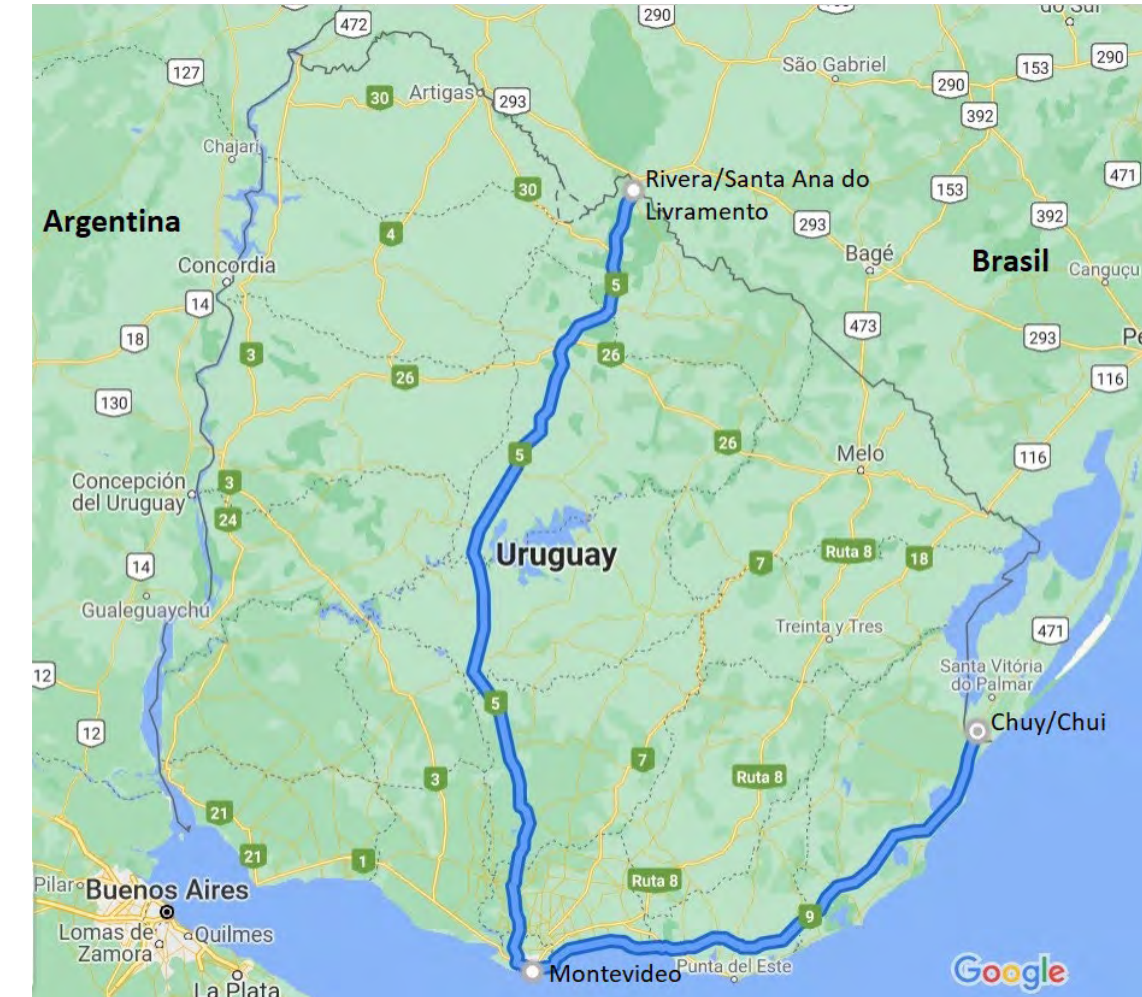 472
290
do Sul
127
São Gabriel
153
290
290
30
Artigas
293
392
Chajarí
471
Rivera/Santa Ana do
Livramento
30
153
392
293
Argentina
4
Bagé
Brasil
Concordia
Canguçu
5
14
3
18
473
293
Pe
26
26
130
116
26
5
Melo
116
Concepción
del Uruguay
3
24
Uruguay
14
7
Ruta 8
18
Gualeguaychú
Treinta y Tres
471
12
Santa Vitória
do Palmar
5
12
Chuy/Chui
7
3
Ruta 8
21
21
1
Pilar
Buenos Aires
Ruta 8
9
Lomas de
Zamora
Quilmes
Montevideo
Punta del Este
Google
La Plata